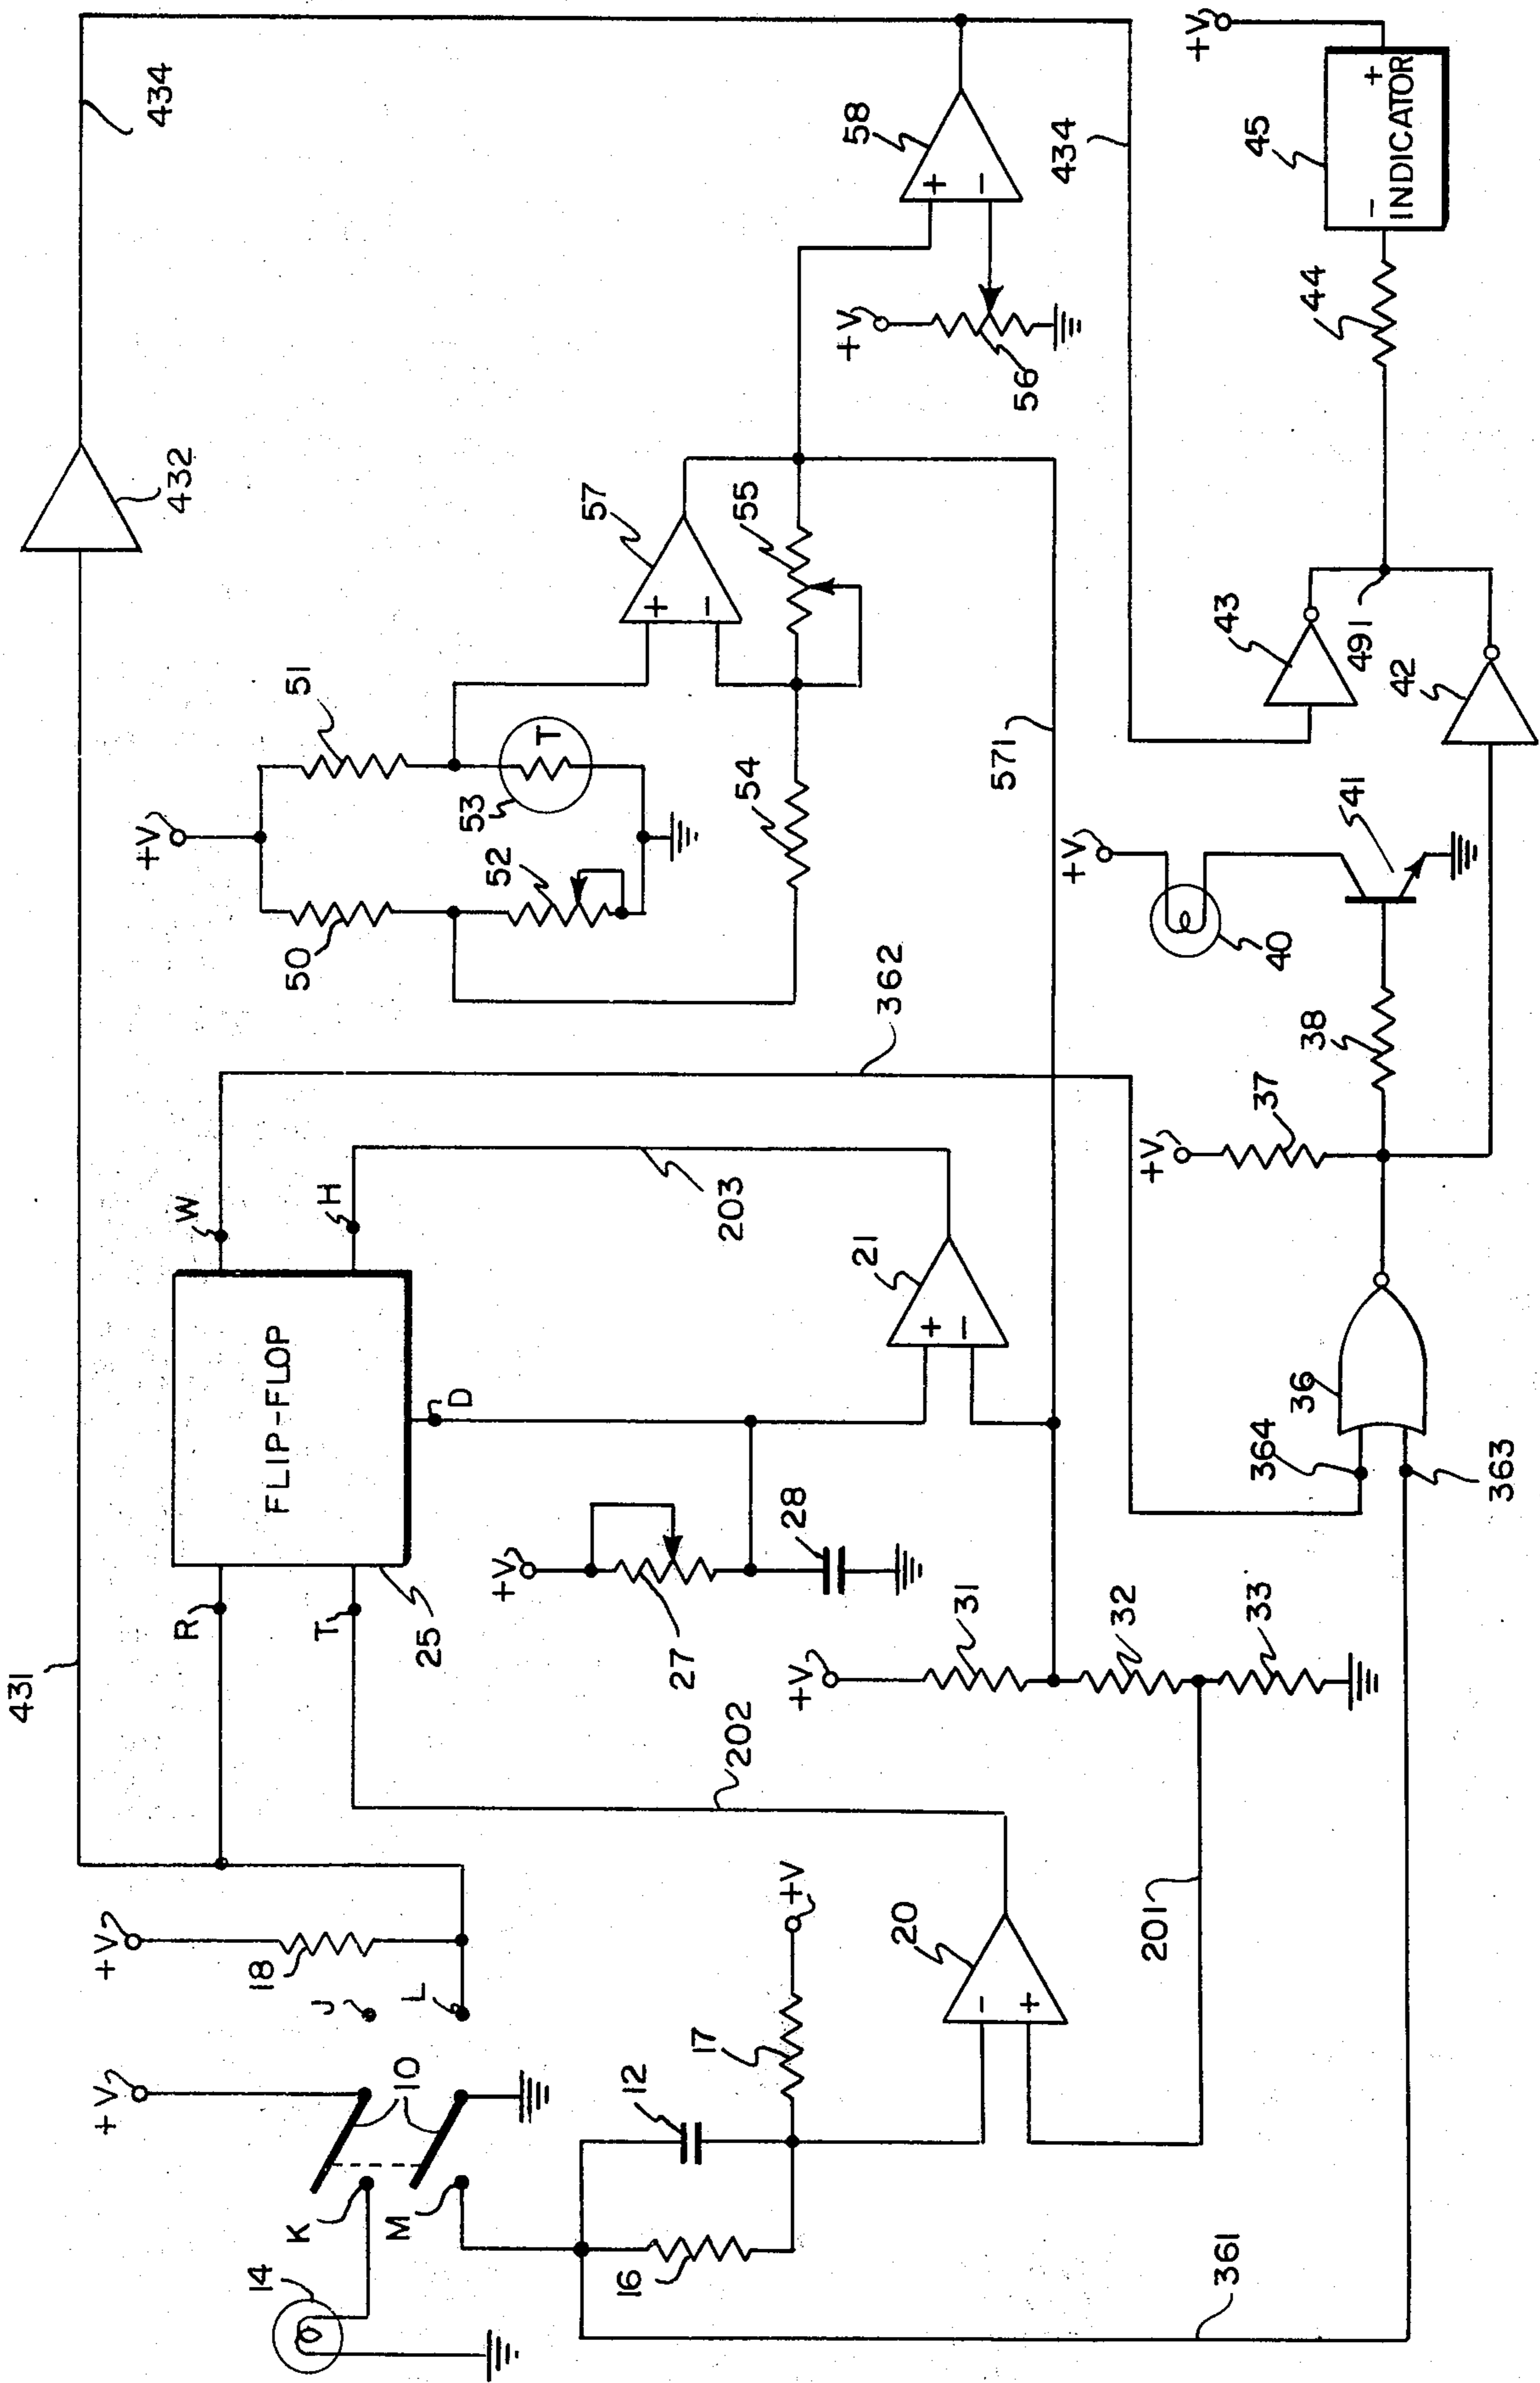 431
432
434
+V
+V
R
W
T
H
FLIP-FLOP
25
D
18
J
L
10
K
M
14
+V
50
51
52
53
T
54
55
57
+
-
58
+
-
+V
56
434
362
203
21
+
-
571
+V
27
28
+V
31
32
33
202
201
20
-
+
17
+V
12
16
361
364
363
36
+V
37
38
+V
40
541
42
43
491
44
45
-
+
INDICATOR
+V